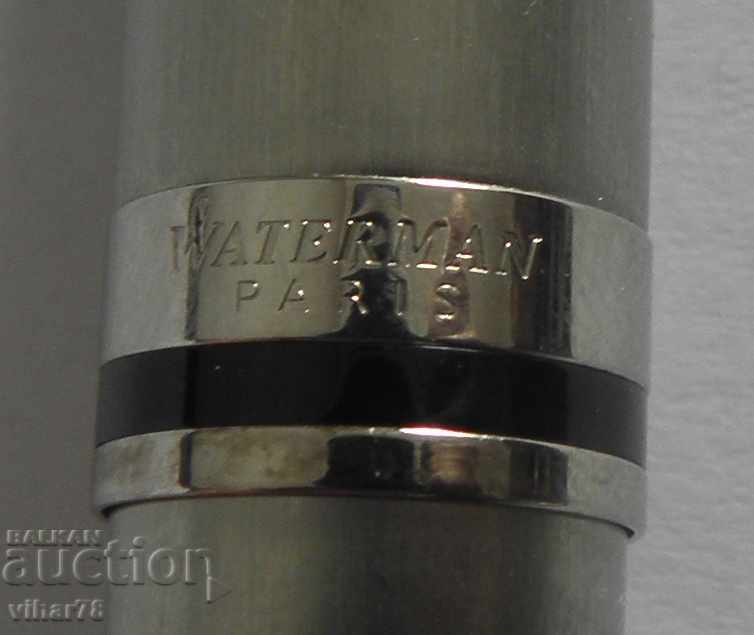 WATERMAN
PARIS
BALKAN
auction
vihar78